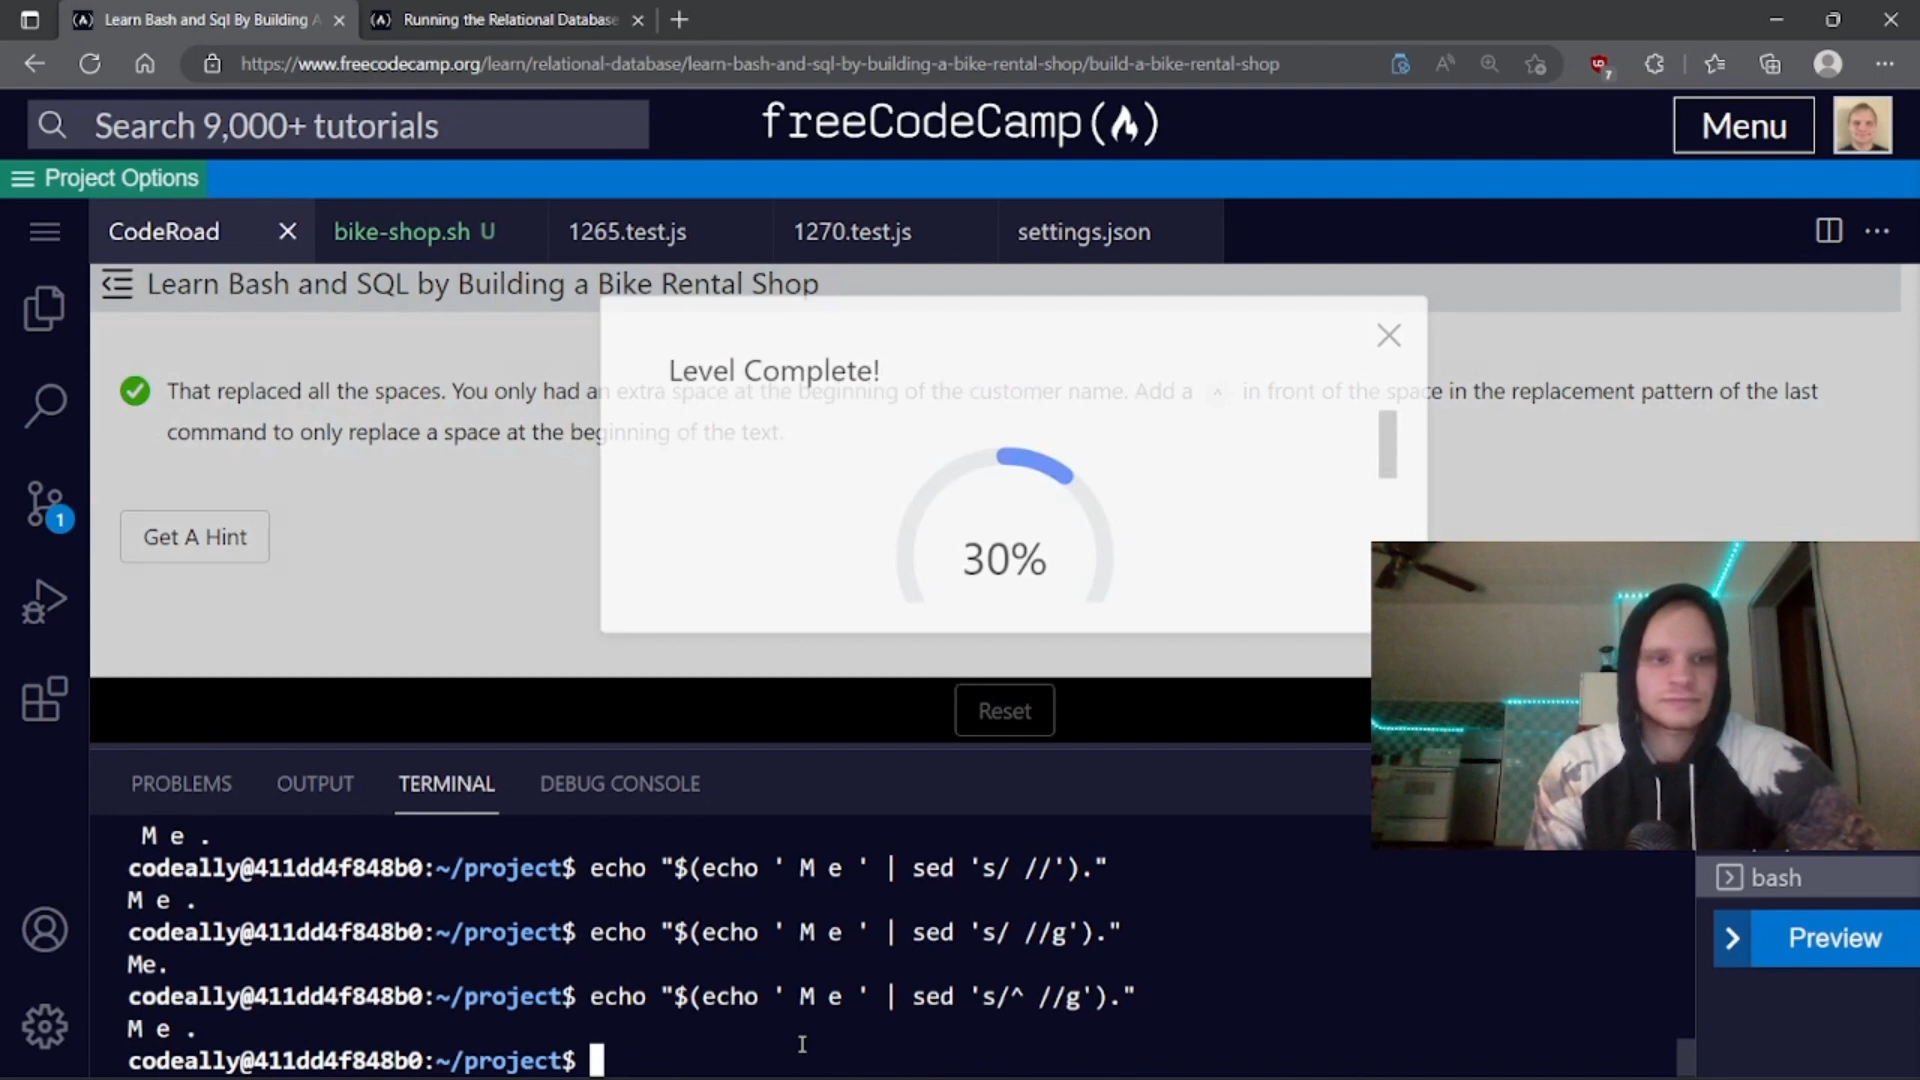 Learn Bash and Sql By Building A
Running the Relational Database
https://www.freecodecamp.org/learn/relational-database/learn-bash-and-sql-by-building-a-bike-rental-shop/build-a-bike-rental-shop
7
Search 9,000+ tutorials
freeCodeCamp(🔥)
Menu
Project Options
CodeRoad
bike-shop.sh U
1265.test.js
1270.test.js
settings.json
Learn Bash and SQL by Building a Bike Rental Shop
Level Complete!
That replaced all the spaces. You only had an extra space at the beginning of the customer name. Add a ^ in front of the space in the replacement pattern of the last
command to only replace a space at the beginning of the text.
Get A Hint
30%
1
Reset
PROBLEMS
OUTPUT
TERMINAL
DEBUG CONSOLE
M e .
codeally@411dd4f848b0:~/project$ echo "$(echo ' M e ' | sed 's/ //')."
M e .
codeally@411dd4f848b0:~/project$ echo "$(echo ' M e ' | sed 's/ //g')."
Me.
codeally@411dd4f848b0:~/project$ echo "$(echo ' M e ' | sed 's/^ //g')."
M e .
codeally@411dd4f848b0:~/project$
bash
Preview